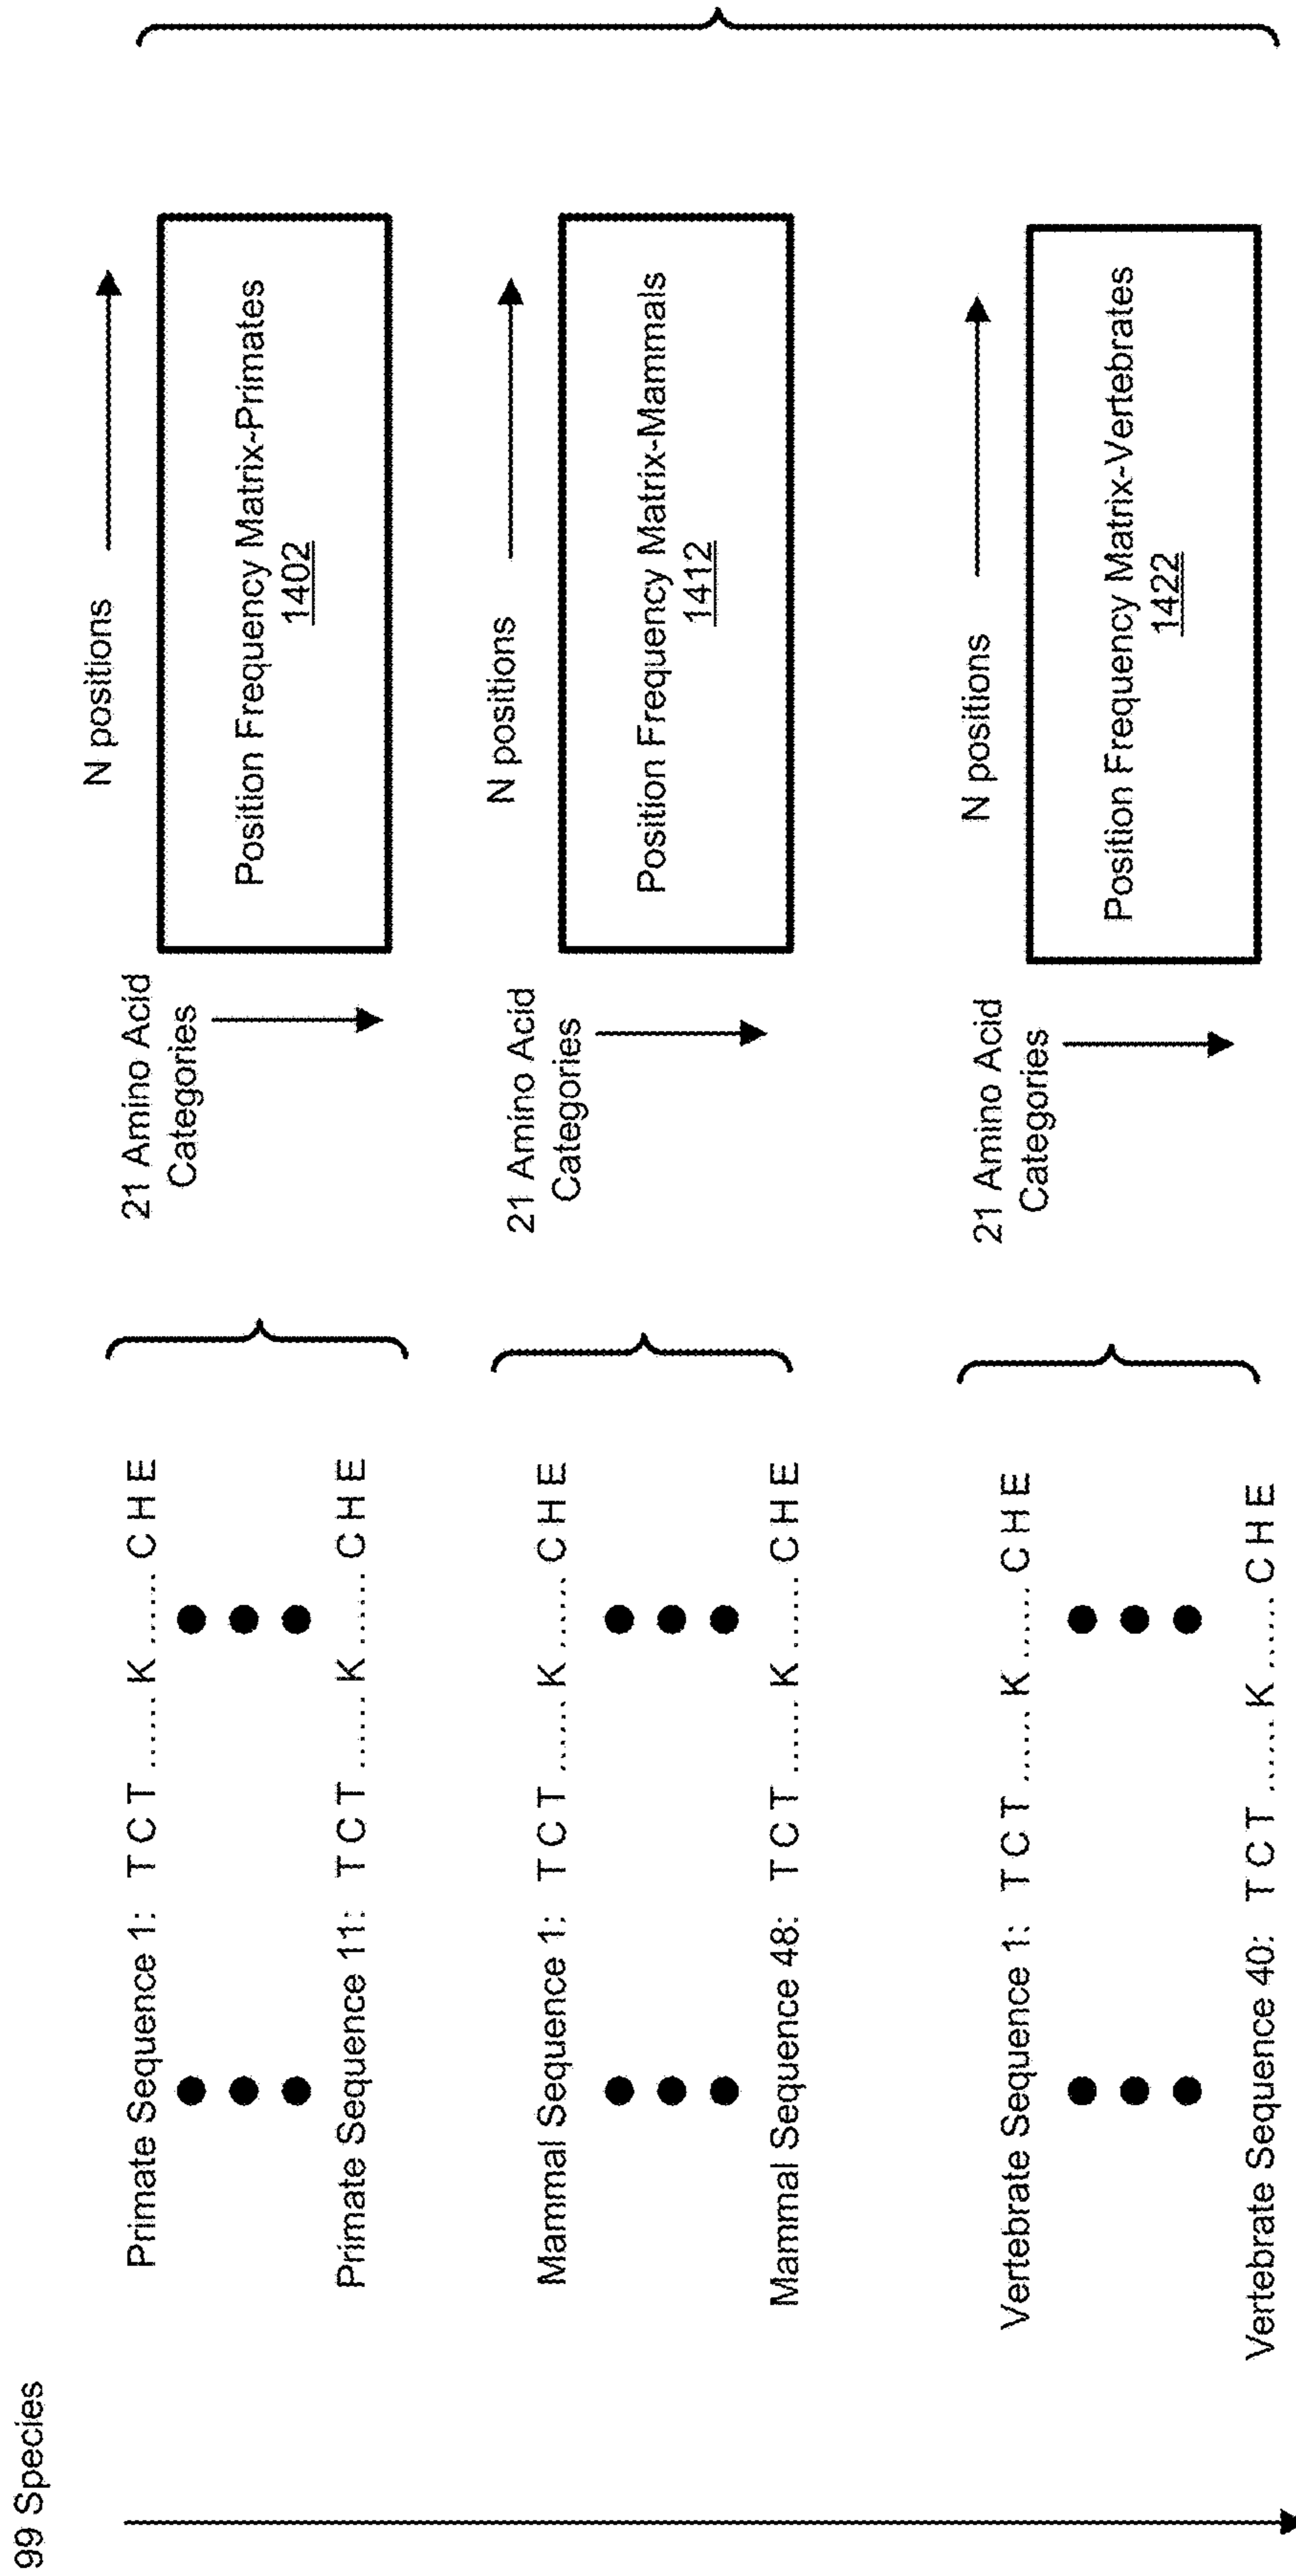 99 Species
Primate Sequence 1: T C T ...... K ...... C H E
Primate Sequence 11: T C T ...... K ...... C H E
21 Amino Acid
Categories
N positions
Position Frequency Matrix-Primates
1402
Mammal Sequence 1: T C T ...... K ...... C H E
Mammal Sequence 48: T C T ...... K ...... C H E
21 Amino Acid
Categories
N positions
Position Frequency Matrix-Mammals
1412
Vertebrate Sequence 1: T C T ...... K ...... C H E
Vertebrate Sequence 40: T C T ...... K ...... C H E
21 Amino Acid
Categories
N positions
Position Frequency Matrix-Vertebrates
1422